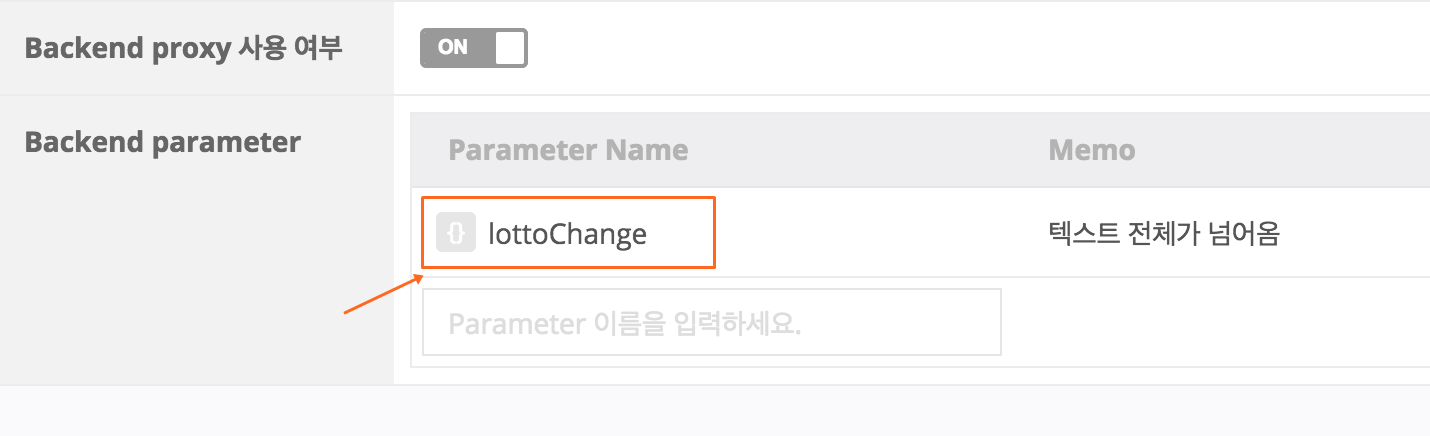 Backend proxy 사용 여부
ON
Backend parameter
Parameter Name Memo
{} lottoChange 텍스트 전체가 넘어옴
Parameter 이름을 입력하세요.